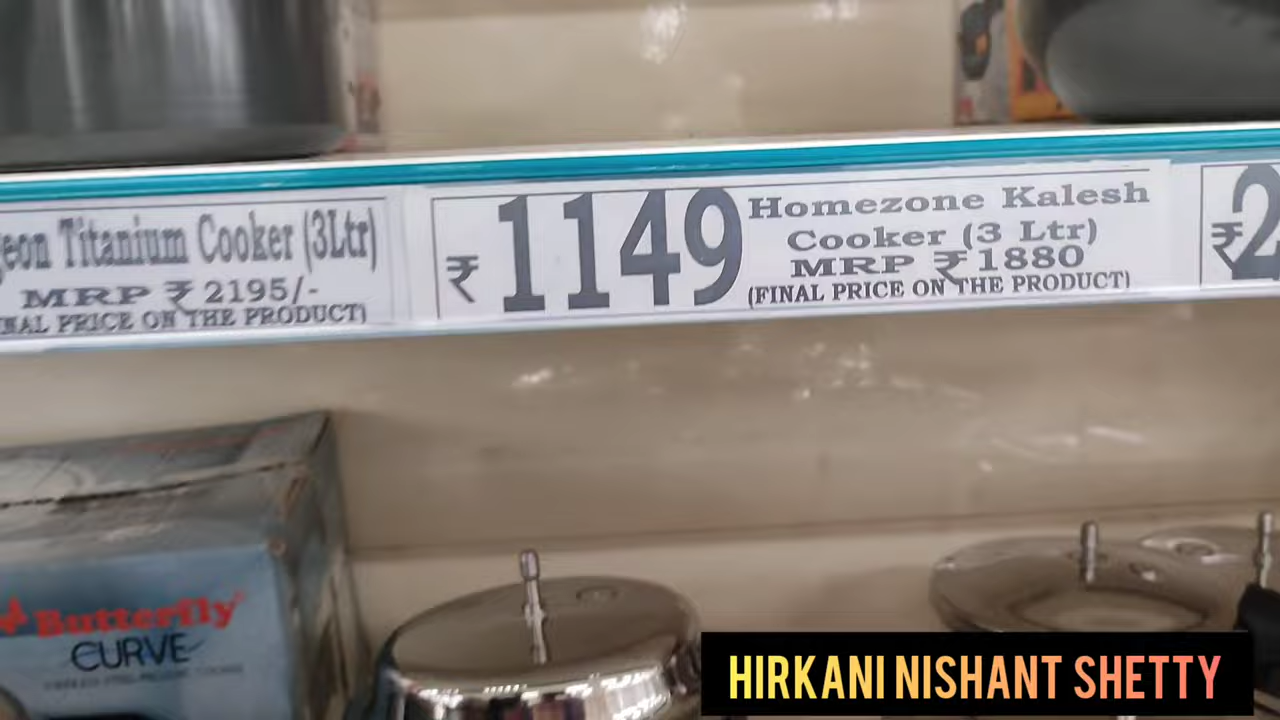 eon Titanium Cooker (3Ltr)
MRP ₹ 2195/-
NAL PRICE ON THE PRODUCT)
₹ 1149
Homezone Kalesh
Cooker (3 Ltr)
MRP ₹ 1880
(FINAL PRICE ON THE PRODUCT)
₹2
Butterfly
CURVE
HIRKANI NISHANT SHETTY